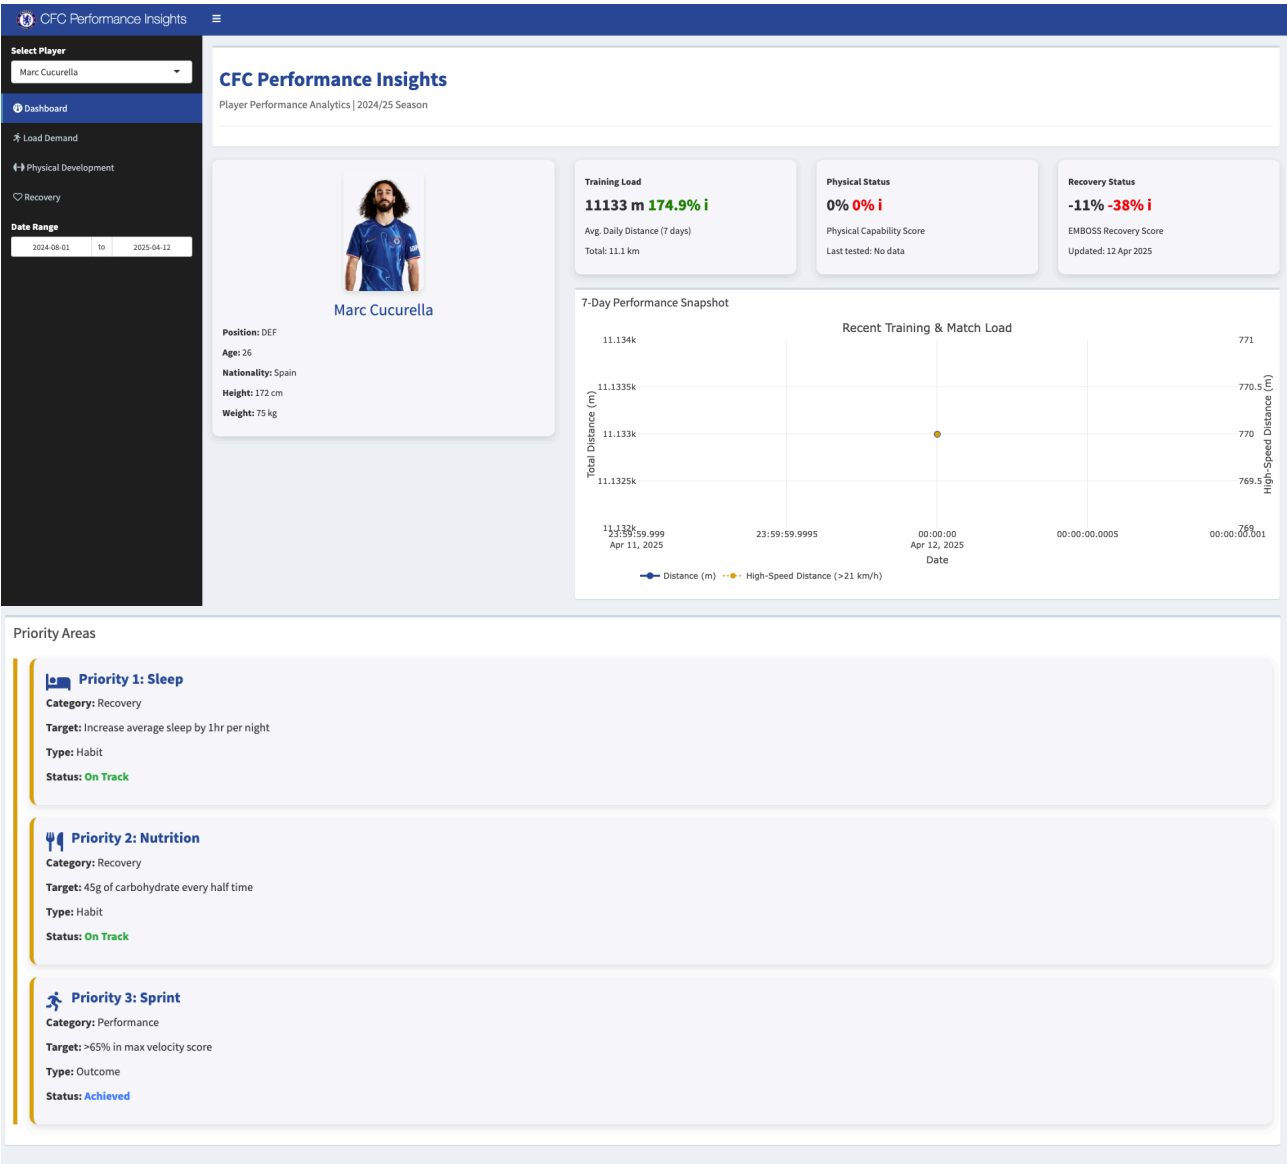 CFC Performance Insights
Select Player
Marc Cucurella
Dashboard
Load Demand
Physical Development
Recovery
Date Range
2024-08-01 to 2025-04-12
CFC Performance Insights
Player Performance Analytics | 2024/25 Season
Marc Cucurella
Position: DEF
Age: 26
Nationality: Spain
Height: 172 cm
Weight: 75 kg
Training Load
11133 m 174.9% i
Avg. Daily Distance (7 days)
Total: 11.1 km
Physical Status
0% 0% i
Physical Capability Score
Last tested: No data
Recovery Status
-11% -38% i
EMBOSS Recovery Score
Updated: 12 Apr 2025
7-Day Performance Snapshot
Recent Training & Match Load
Total Distance (m)
11.134k
11.1335k
11.133k
11.1325k
11.132k
771
770.5
770
769.5
769
High-Speed Distance (m)
23:59:59.999
Apr 11, 2025
23:59:59.9995
00:00:00
Apr 12, 2025
00:00:00.0005
00:00:00.001
Date
Distance (m)
High-Speed Distance (>21 km/h)
Priority Areas
Priority 1: Sleep
Category: Recovery
Target: Increase average sleep by 1hr per night
Type: Habit
Status: On Track
Priority 2: Nutrition
Category: Recovery
Target: 45g of carbohydrate every half time
Type: Habit
Status: On Track
Priority 3: Sprint
Category: Performance
Target: >65% in max velocity score
Type: Outcome
Status: Achieved